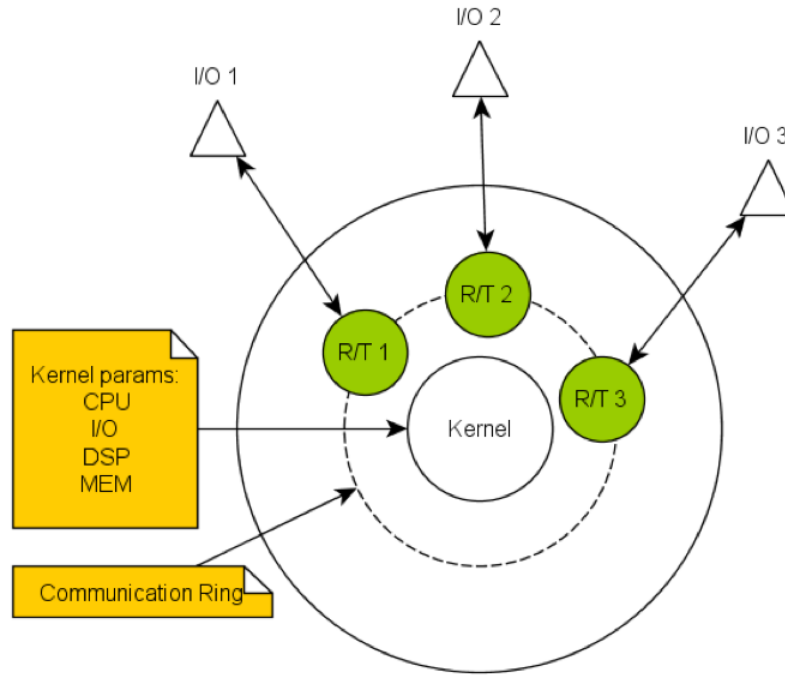 I/O 2
I/O 1
I/O 3
R/T 2
R/T 1
R/T 3
Kernel
Kernel params:
CPU
I/O
DSP
MEM
Communication Ring